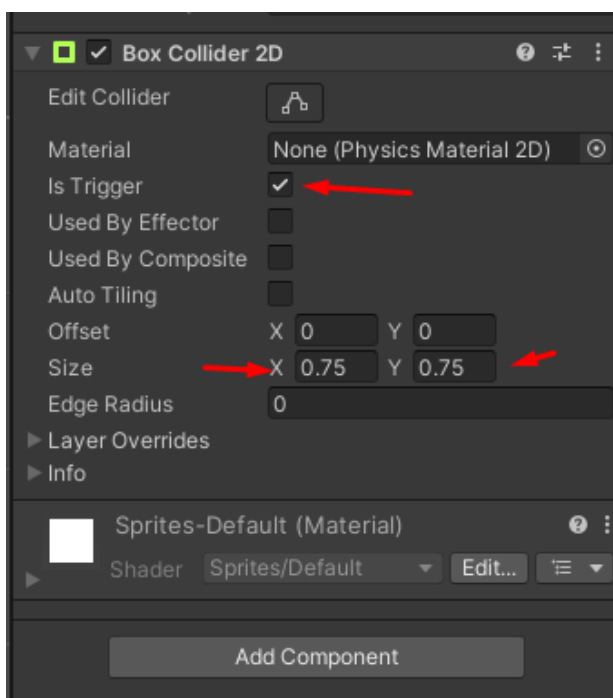 Box Collider 2D
Edit Collider
Material None (Physics Material 2D)
Is Trigger
Used By Effector
Used By Composite
Auto Tiling
Offset X 0 Y 0
Size X 0.75 Y 0.75
Edge Radius 0
Layer Overrides
Info
Sprites-Default (Material)
Shader Sprites/Default Edit...
Add Component